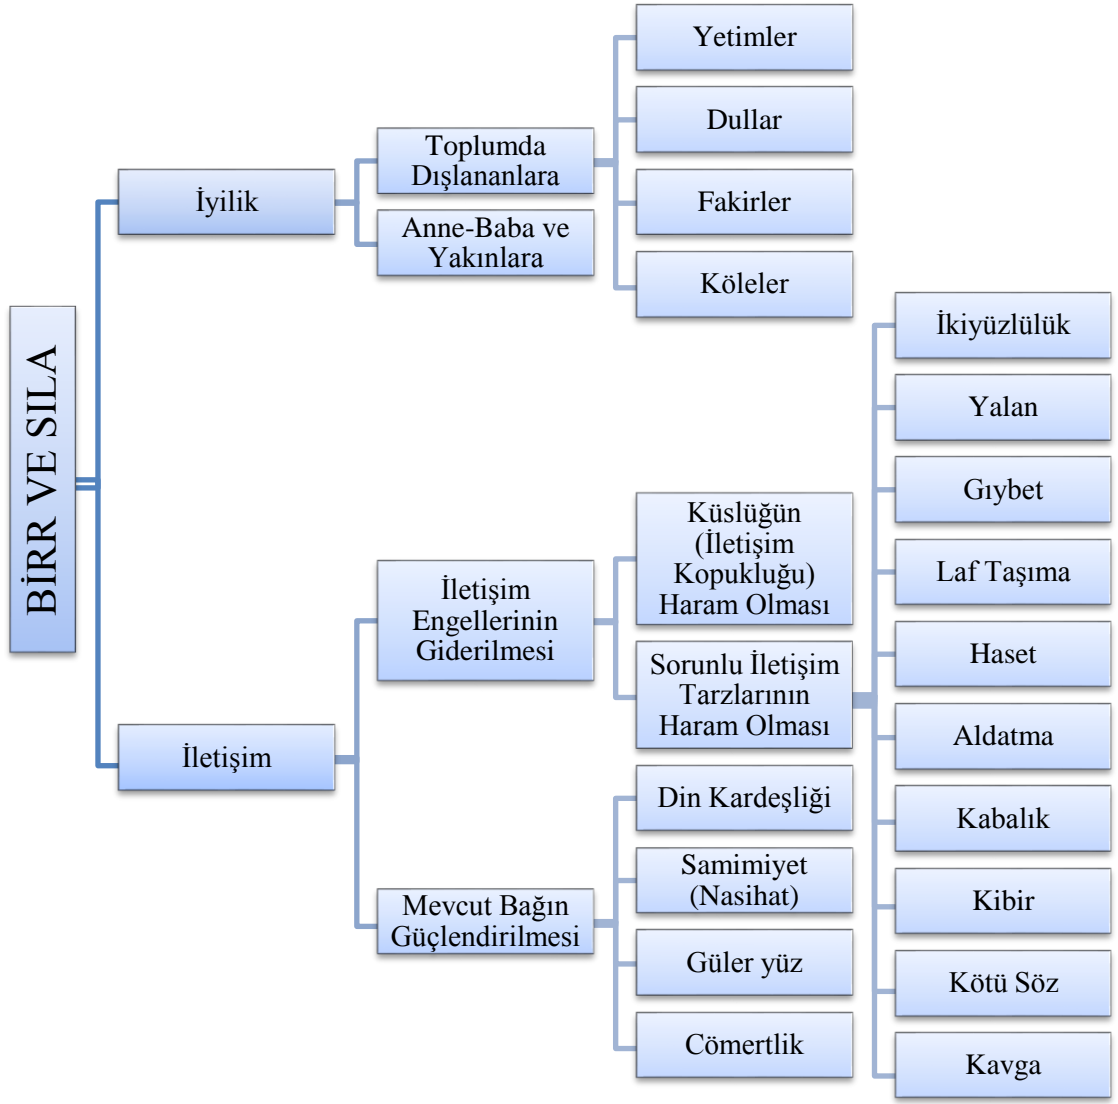 BİRR VE SILA
İyilik
Toplumda
Dışlananlara
Yetimler
Dullar
Fakirler
Köleler
Anne-Baba ve
Yakınlara
İletişim
İletişim
Engellerinin
Giderilmesi
Küslüğün
(İletişim
Kopukluğu)
Haram Olması
Sorunlu İletişim
Tarzlarının
Haram Olması
İkiyüzlülük
Yalan
Gıybet
Laf Taşıma
Haset
Aldatma
Kabalık
Kibir
Kötü Söz
Kavga
Mevcut Bağın
Güçlendirilmesi
Din Kardeşliği
Samimiyet
(Nasihat)
Güler yüz
Cömertlik